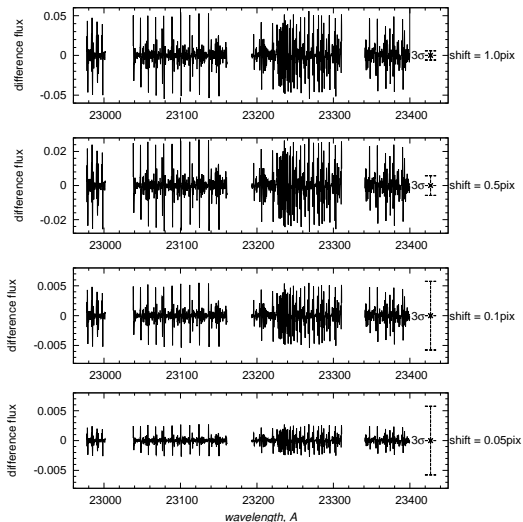 0.05
0
-0.05
difference flux
3σ
shift = 1.0pix
23000 23100 23200 23300 23400
0.02
0
-0.02
difference flux
3σ
shift = 0.5pix
23000 23100 23200 23300 23400
0.005
0
-0.005
difference flux
3σ
shift = 0.1pix
23000 23100 23200 23300 23400
0.005
0
-0.005
difference flux
3σ
shift = 0.05pix
23000 23100 23200 23300 23400
wavelength, A